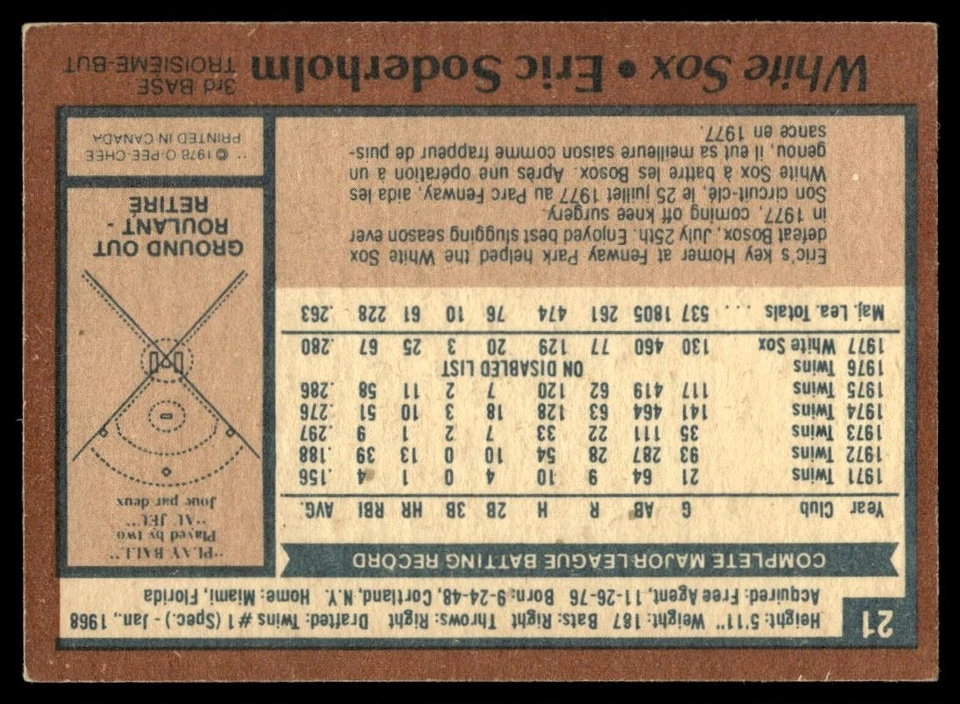 21
Height: 5'11" Weight: 187 Bats: Right Throws: Right Drafted: Twins #1 (Spec.) - Jan., 1968
Acquired: Free Agent, 11-26-76 Born: 9-24-48, Cortland, N.Y. Home: Miami, Florida
COMPLETE MAJOR LEAGUE BATTING RECORD
Year Club G AB R H 2B 3B HR RBI AVG.
1971 Twins 21 64 9 10 4 0 1 4 .156
1972 Twins 93 287 28 54 10 0 13 39 .188
1973 Twins 35 111 22 33 7 2 1 9 .297
1974 Twins 141 464 63 128 18 3 10 51 .276
1975 Twins 117 419 62 120 7 2 11 58 .286
1976 Twins ON DISABLED LIST
1977 White Sox 130 460 77 129 20 3 25 67 .280
Maj. Lea. Totals .... 537 1805 261 474 76 10 61 228 .263
Eric's key Homer at Fenway Park helped the White Sox
defeat Bosox, July, 25th. Enjoyed best slugging season ever
in 1977, coming off knee surgery.
Son circuit-clé, le 25 juillet 1977 au Parc Fenway, aida les
White Sox à battre les Bosox. Après une opération à un
genou, il eut sa meilleure saison comme frappeur de puis-
sance en 1977.
"PLAY BALL"
Played by two
"AU JEU"
Joue par deux
GROUND OUT
ROULANT -
RETIRÉ
** © 1978 O-PEE-CHEE
PRINTED IN CANADA
White Sox • Eric Soderholm
3rd BASE
TROISIEME-BUT